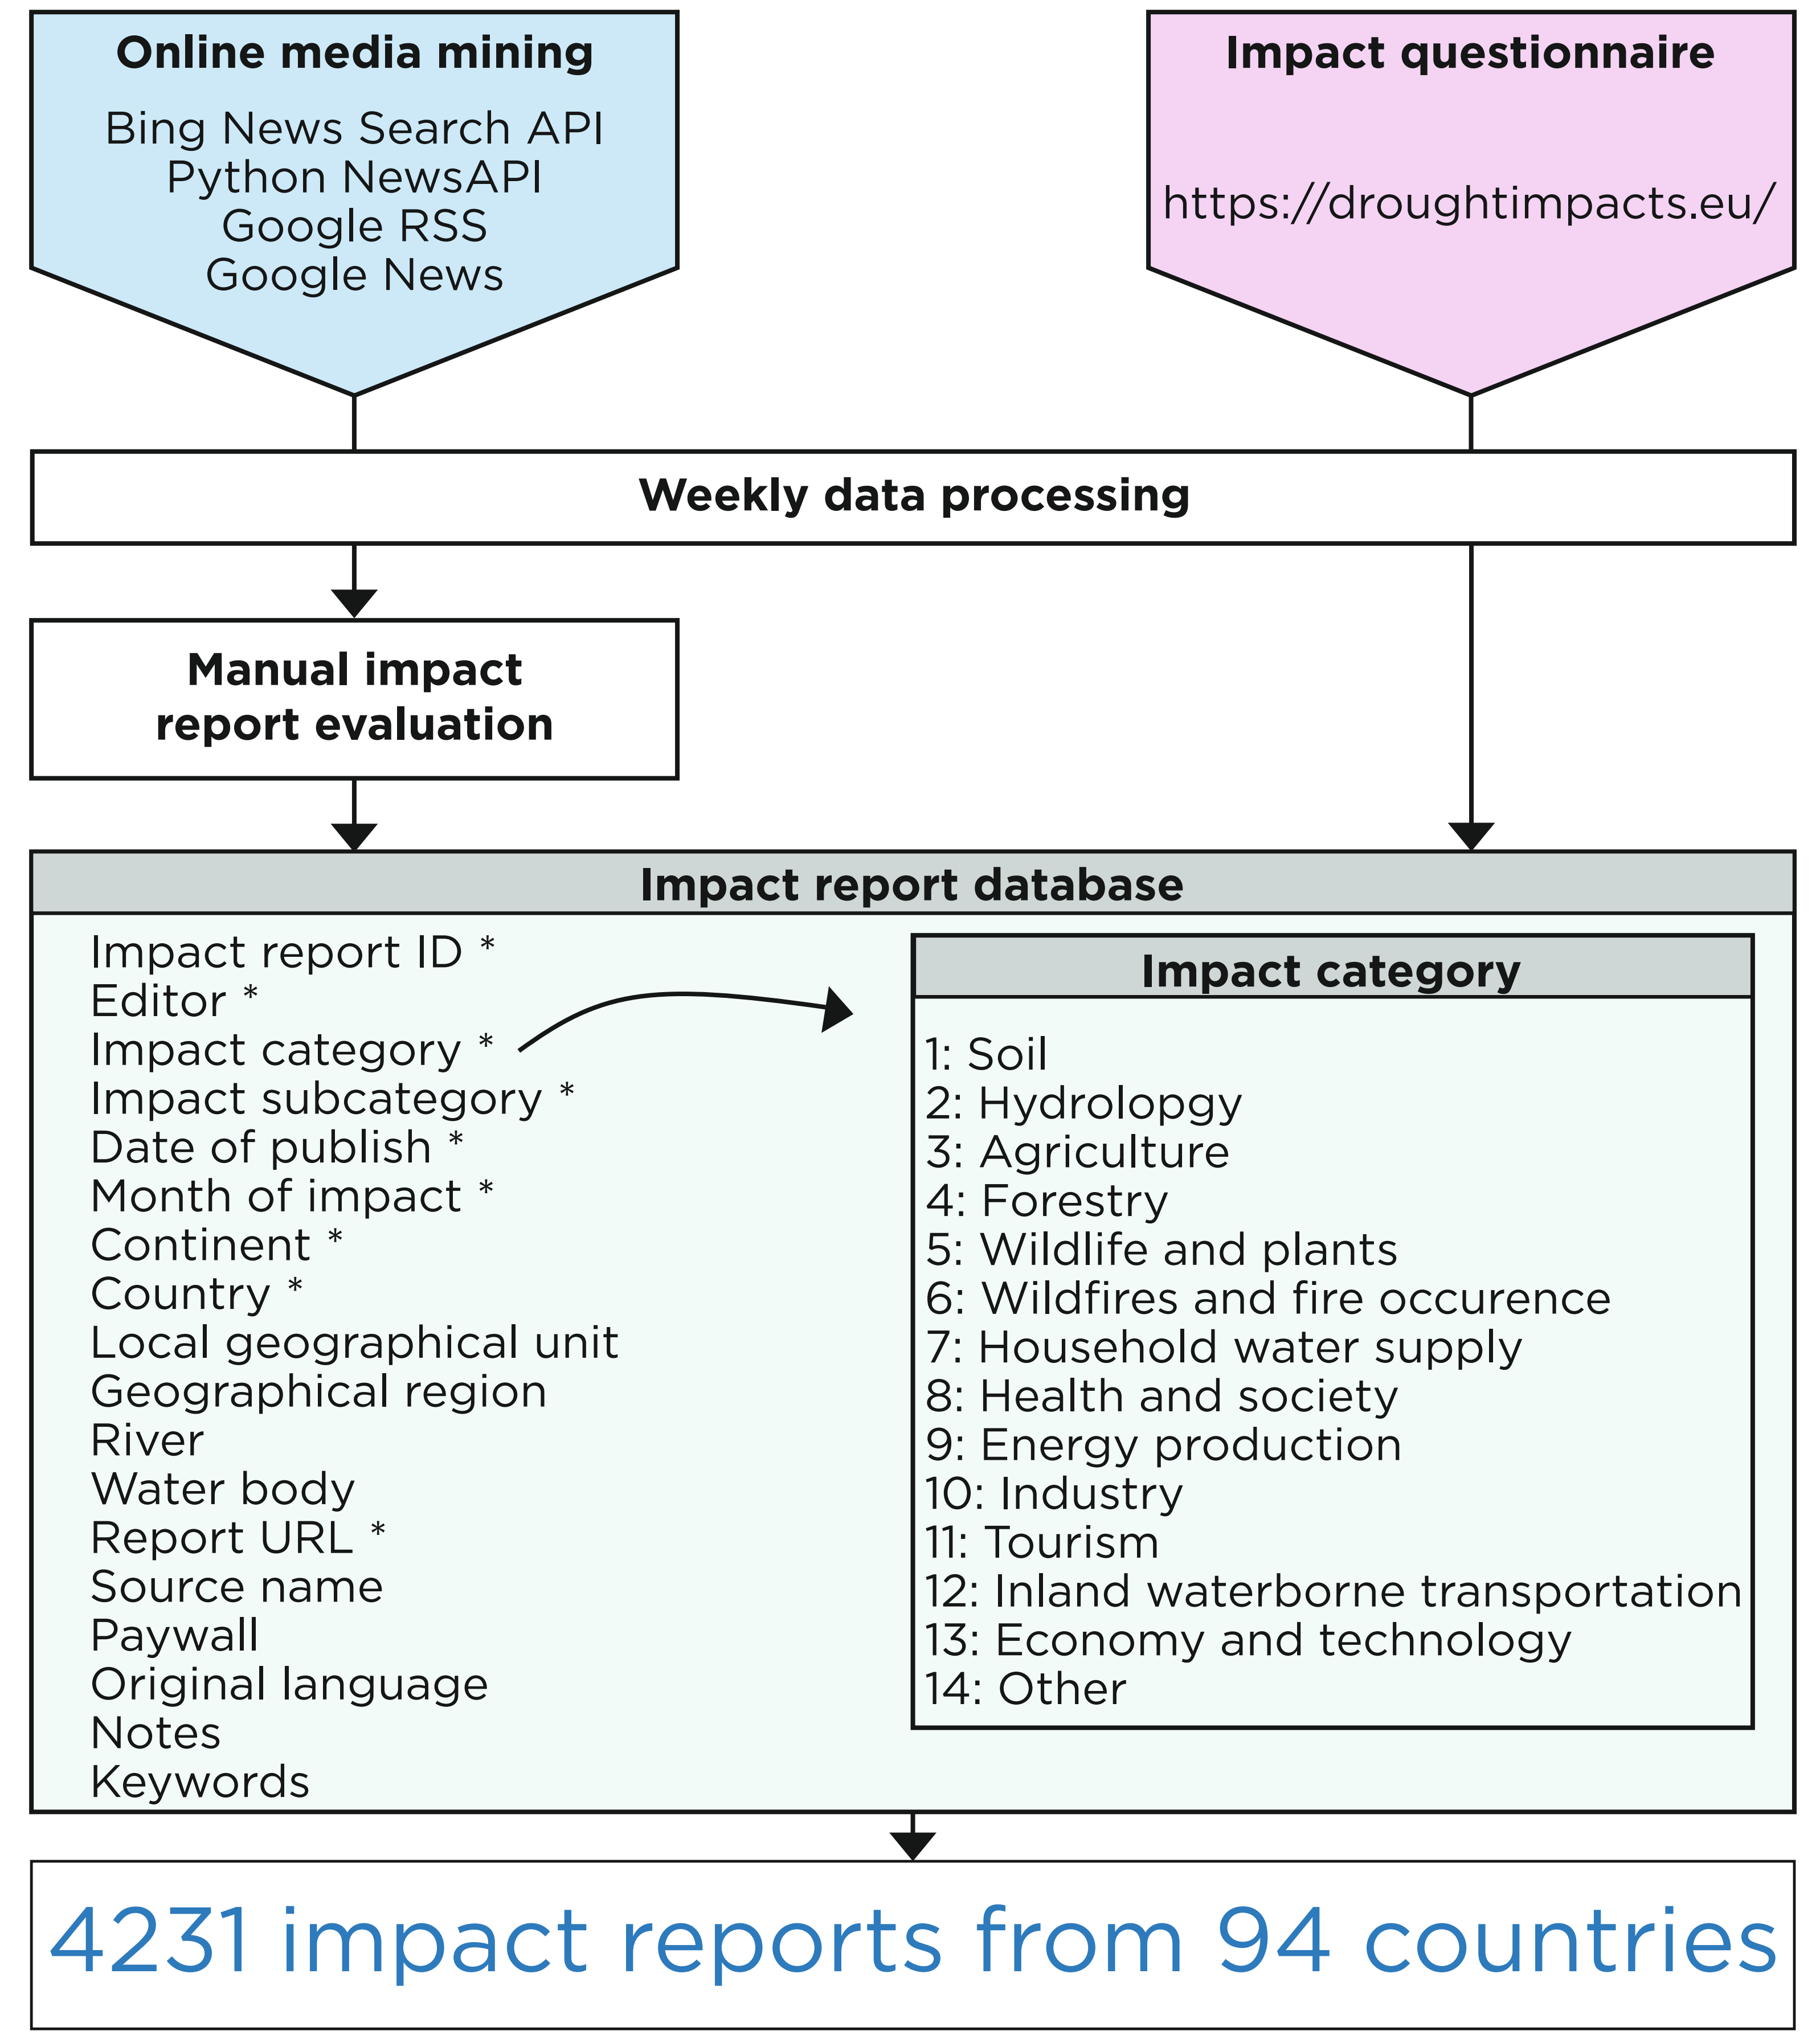 Online media mining
Bing News Search API
Python NewsAPI
Google RSS
Google News
Impact questionnaire
https://droughtimpacts.eu/
Weekly data processing
Manual impact
report evaluation
Impact report database
Impact report ID *
Editor *
Impact category *
Impact subcategory *
Date of publish *
Month of impact *
Continent *
Country *
Local geographical unit
Geographical region
River
Water body
Report URL *
Source name
Paywall
Original language
Notes
Keywords
Impact category
1: Soil
2: Hydrolopgy
3: Agriculture
4: Forestry
5: Wildlife and plants
6: Wildfires and fire occurence
7: Household water supply
8: Health and society
9: Energy production
10: Industry
11: Tourism
12: Inland waterborne transportation
13: Economy and technology
14: Other
4231 impact reports from 94 countries